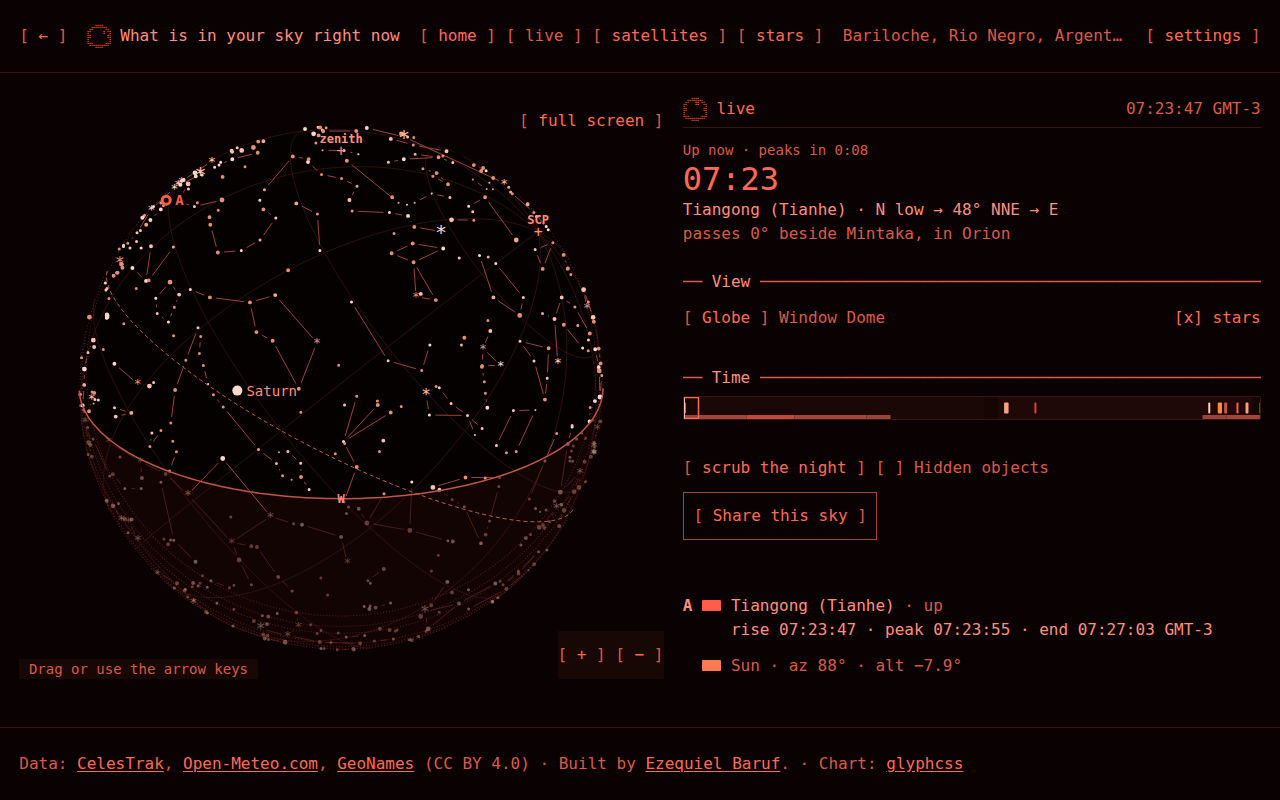 [ ← ] What is in your sky right now [ home ] [ live ] [ satellites ] [ stars ] Bariloche, Rio Negro, Argent… [ settings ]
[ full screen ]
zenith
A
SCP
Saturn
W
Drag or use the arrow keys
[ + ] [ − ]
live 07:23:47 GMT-3
Up now · peaks in 0:08
07:23
Tiangong (Tianhe) · N low → 48° NNE → E
passes 0° beside Mintaka, in Orion
View
[ Globe ] Window Dome [x] stars
Time
[ scrub the night ] [ ] Hidden objects
[ Share this sky ]
A Tiangong (Tianhe) · up
rise 07:23:47 · peak 07:23:55 · end 07:27:03 GMT-3
Sun · az 88° · alt −7.9°
Data: CelesTrak, Open-Meteo.com, GeoNames (CC BY 4.0) · Built by Ezequiel Baruf. · Chart: glyphcss